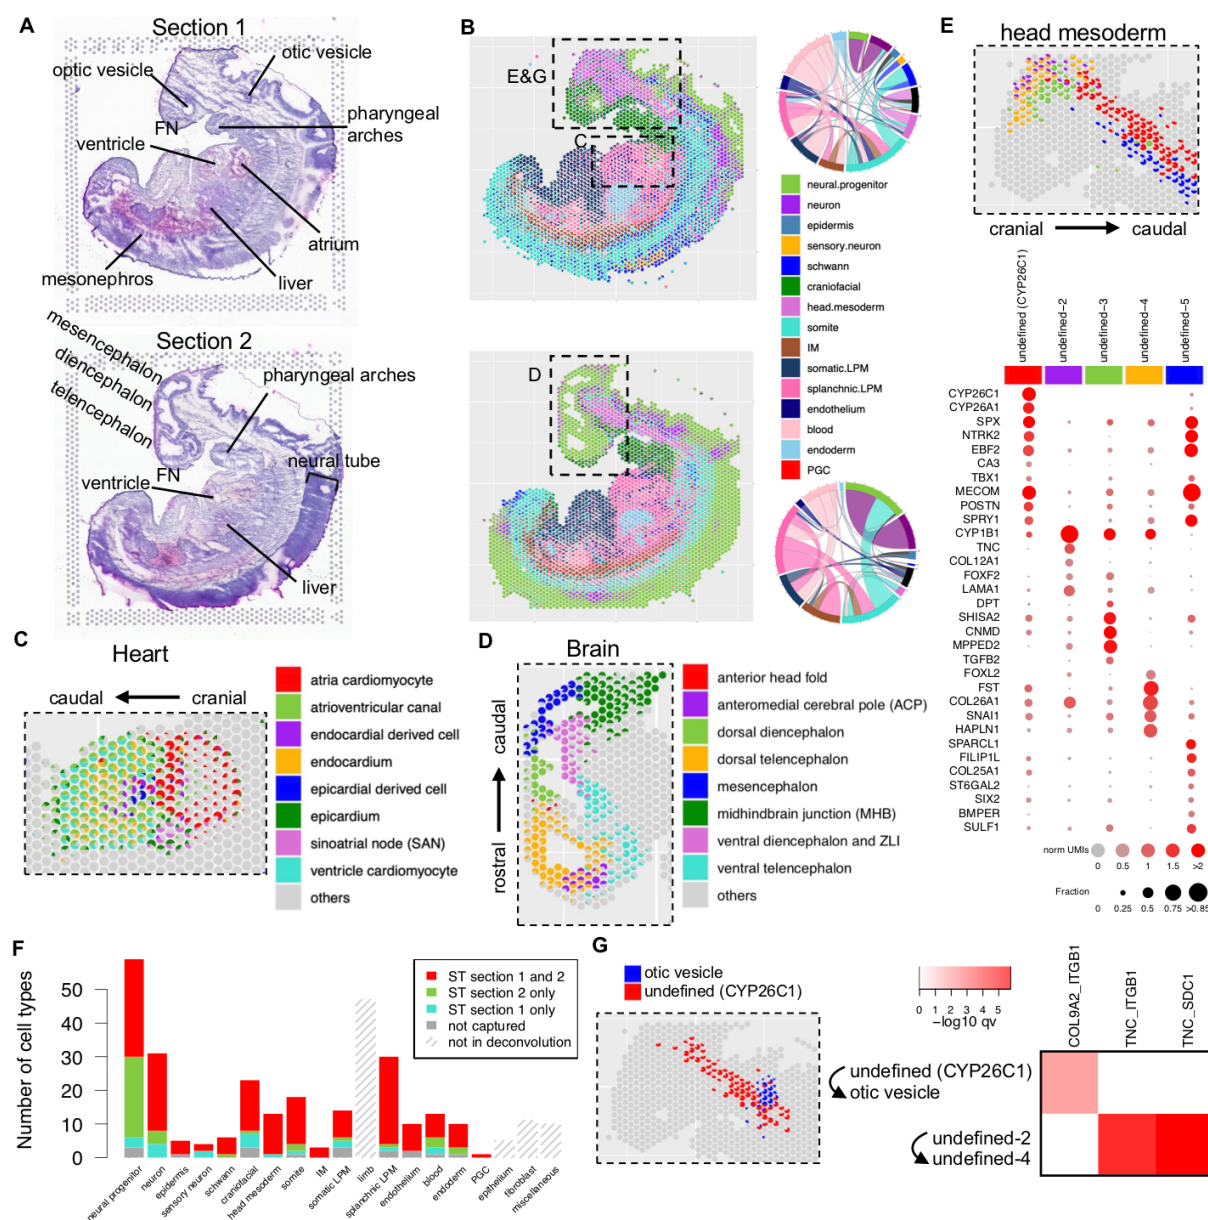 A
Section 1
otic vesicle
optic vesicle
FN
pharyngeal
arches
ventricle
atrium
liver
mesonephros
Section 2
mesencephalon
diencephalon
telencephalon
pharyngeal arches
neural tube
FN
ventricle
liver
B
E&G
C
D
neural.progenitor
neuron
epidermis
sensory.neuron
schwann
craniofacial
head.mesoderm
somite
IM
somatic.LPM
splanchnic.LPM
endothelium
blood
endoderm
PGC
C
Heart
caudal
cranial
atria cardiomyocyte
atrioventricular canal
endocardial derived cell
endocardium
epicardial derived cell
epicardium
sinoatrial node (SAN)
ventricle cardiomyocyte
others
D
Brain
caudal
rostral
anterior head fold
anteromedial cerebral pole (ACP)
dorsal diencephalon
dorsal telencephalon
mesencephalon
midhindbrain junction (MHB)
ventral diencephalon and ZLI
ventral telencephalon
others
E
head mesoderm
cranial
caudal
undefined (CYP26C1)
undefined-2
undefined-3
undefined-4
undefined-5
CYP26C1
CYP26A1
SPX
NTRK2
EBF2
CA3
TBX1
MECOM
POSTN
SPRY1
CYP1B1
TNC
COL12A1
FOXF2
LAMA1
DPT
SHISA2
CNMD
MPPED2
TGFB2
FOXL2
FST
COL26A1
SNAI1
HAPLN1
SPARCL1
FILIP1L
COL25A1
ST6GAL2
SIX2
BMPER
SULF1
norm UMIs
0 0.5 1 1.5 >2
Fraction
0 0.25 0.5 0.75 >0.85
F
Number of cell types
50
40
30
20
10
0
ST section 1 and 2
ST section 2 only
ST section 1 only
not captured
not in deconvolution
neural progenitor
neuron
epidermis
sensory neuron
schwann
craniofacial
head mesoderm
somite
IM
somatic LPM
limb
splanchnic LPM
endothelium
blood
endoderm
PGC
epithelium
fibroblast
miscellaneous
G
otic vesicle
undefined (CYP26C1)
0 1 2 3 4 5
−log10 qv
COL9A2_ITGB1
TNC_ITGB1
TNC_SDC1
undefined (CYP26C1)
otic vesicle
undefined-2
undefined-4